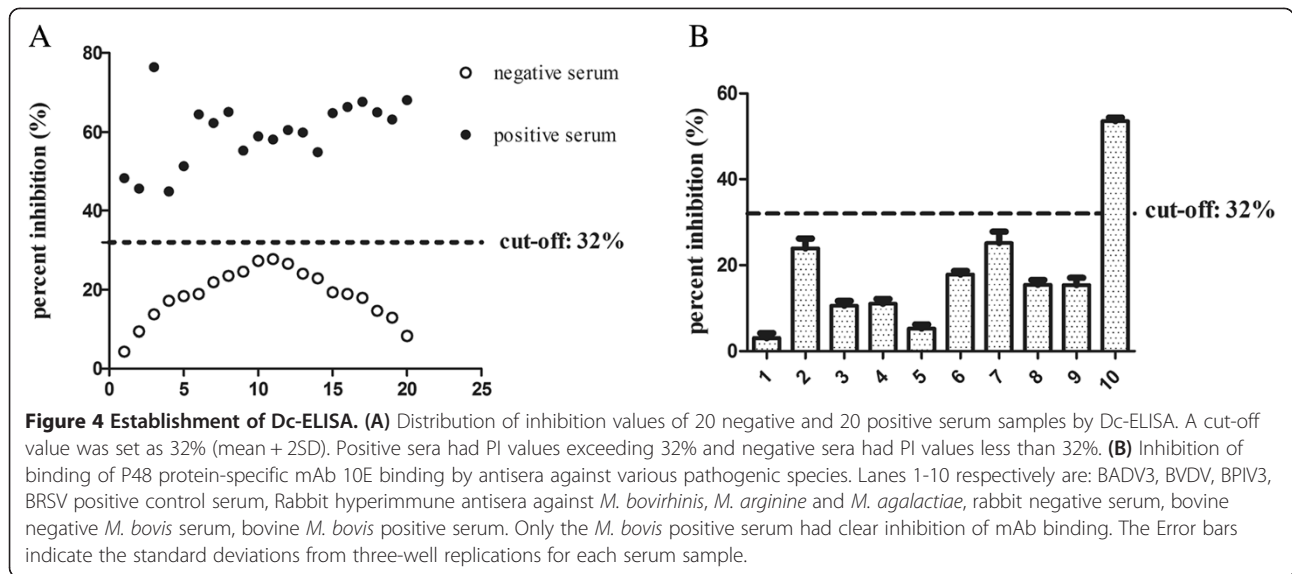 A
percent inhibition (%)
80
60
40
20
0
0 5 10 15 20 25
negative serum
positive serum
cut-off: 32%
B
percent inhibition (%)
60
40
20
0
1 2 3 4 5 6 7 8 9 10
cut-off: 32%
Figure 4 Establishment of Dc-ELISA. (A) Distribution of inhibition values of 20 negative and 20 positive serum samples by Dc-ELISA. A cut-off
value was set as 32% (mean + 2SD). Positive sera had PI values exceeding 32% and negative sera had PI values less than 32%. (B) Inhibition of
binding of P48 protein-specific mAb 10E binding by antisera against various pathogenic species. Lanes 1-10 respectively are: BADV3, BVDV, BPIV3,
BRSV positive control serum, Rabbit hyperimmune antisera against M. bovirhinis, M. arginine and M. agalactiae, rabbit negative serum, bovine
negative M. bovis serum, bovine M. bovis positive serum. Only the M. bovis positive serum had clear inhibition of mAb binding. The Error bars
indicate the standard deviations from three-well replications for each serum sample.